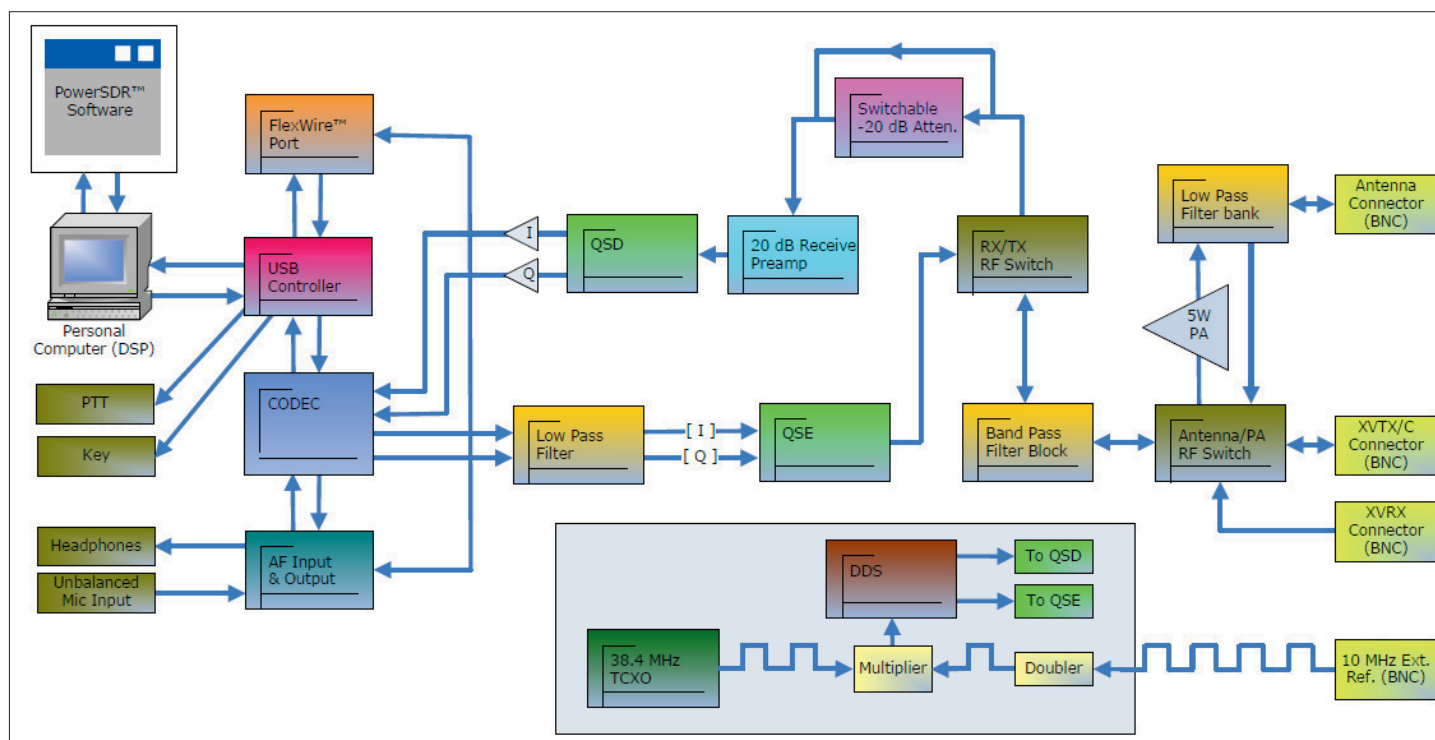 PowerSDR™
Software
Personal
Computer (DSP)
PTT
Key
Headphones
Unbalanced
Mic Input
FlexWire™
Port
USB
Controller
CODEC
AF Input
& Output
I
Q
QSD
20 dB Receive
Preamp
Switchable
-20 dB Atten.
RX/TX
RF Switch
Low Pass
Filter bank
Antenna
Connector
(BNC)
5W
PA
Low Pass
Filter
[ I ]
[ Q ]
QSE
Band Pass
Filter Block
Antenna/PA
RF Switch
XVTX/C
Connector
(BNC)
XVRX
Connector
(BNC)
DDS
To QSD
To QSE
38.4 MHz
TCXO
Multiplier
Doubler
10 MHz Ext.
Ref. (BNC)